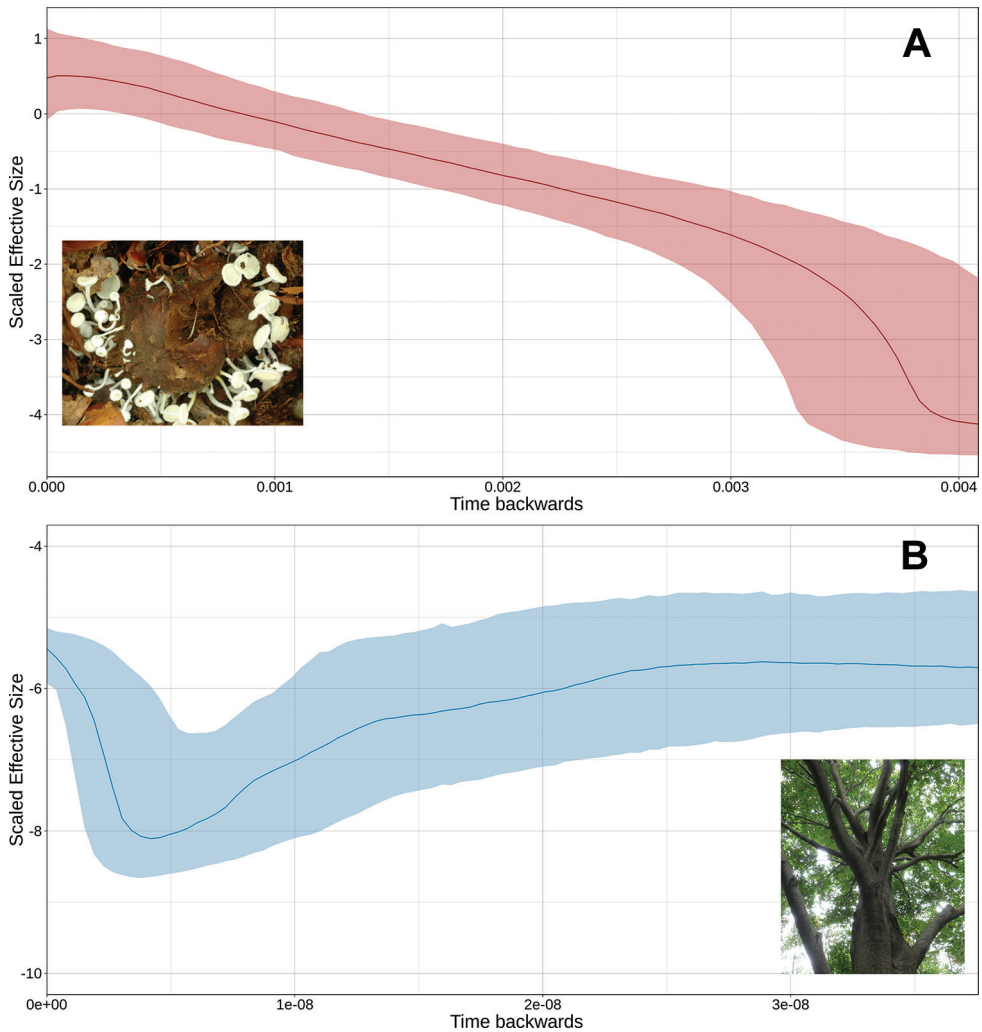 A
1
0
-1
-2
-3
-4
Scaled Effective Size
0.000 0.001 0.002 0.003 0.004
Time backwards
B
-4
-6
-8
-10
Scaled Effective Size
0e+00 1e-08 2e-08 3e-08
Time backwards